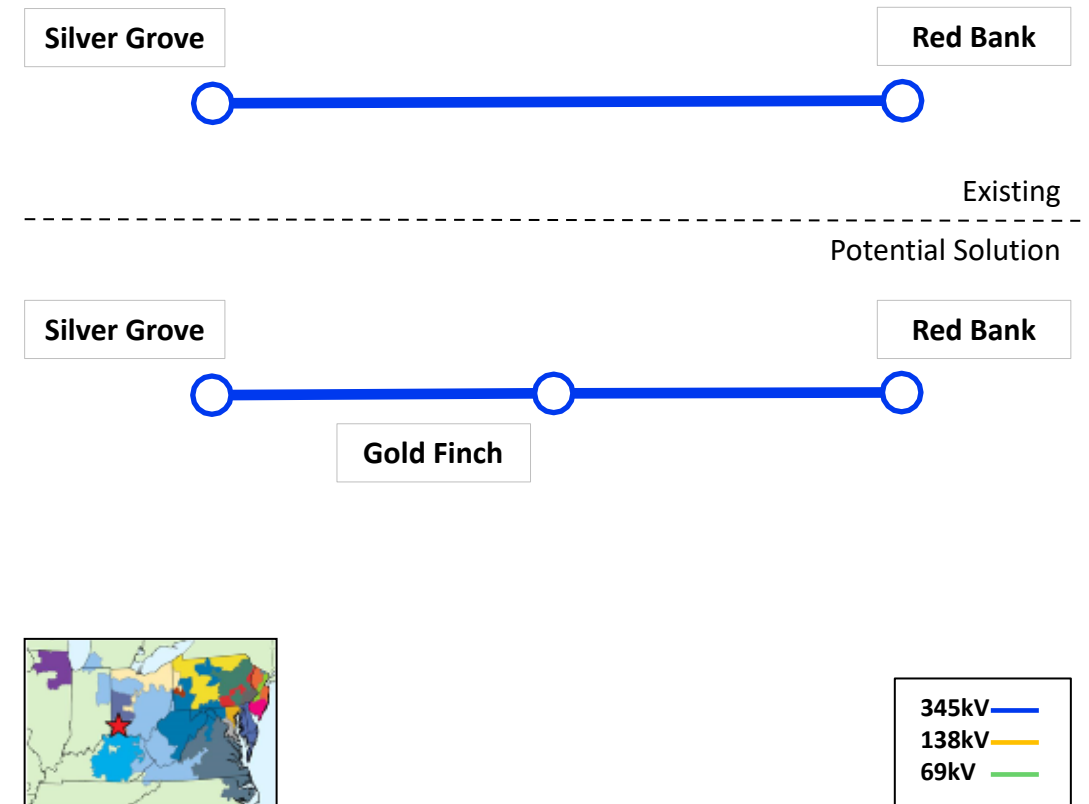 Silver Grove
Red Bank
Existing
Potential Solution
Silver Grove
Red Bank
Gold Finch
345kV
138kV
69kV